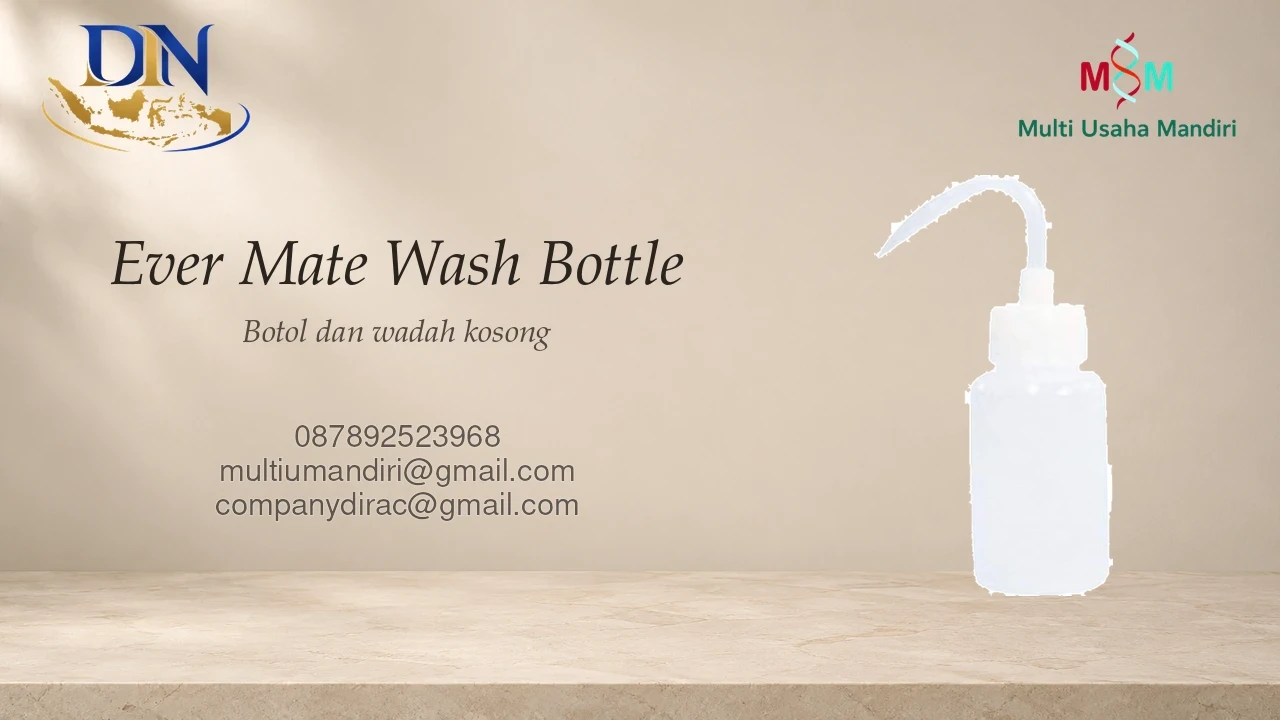 DN
M M
Multi Usaha Mandiri
Ever Mate Wash Bottle
Botol dan wadah kosong
087892523968
multiumandiri@gmail.com
companydirac@gmail.com